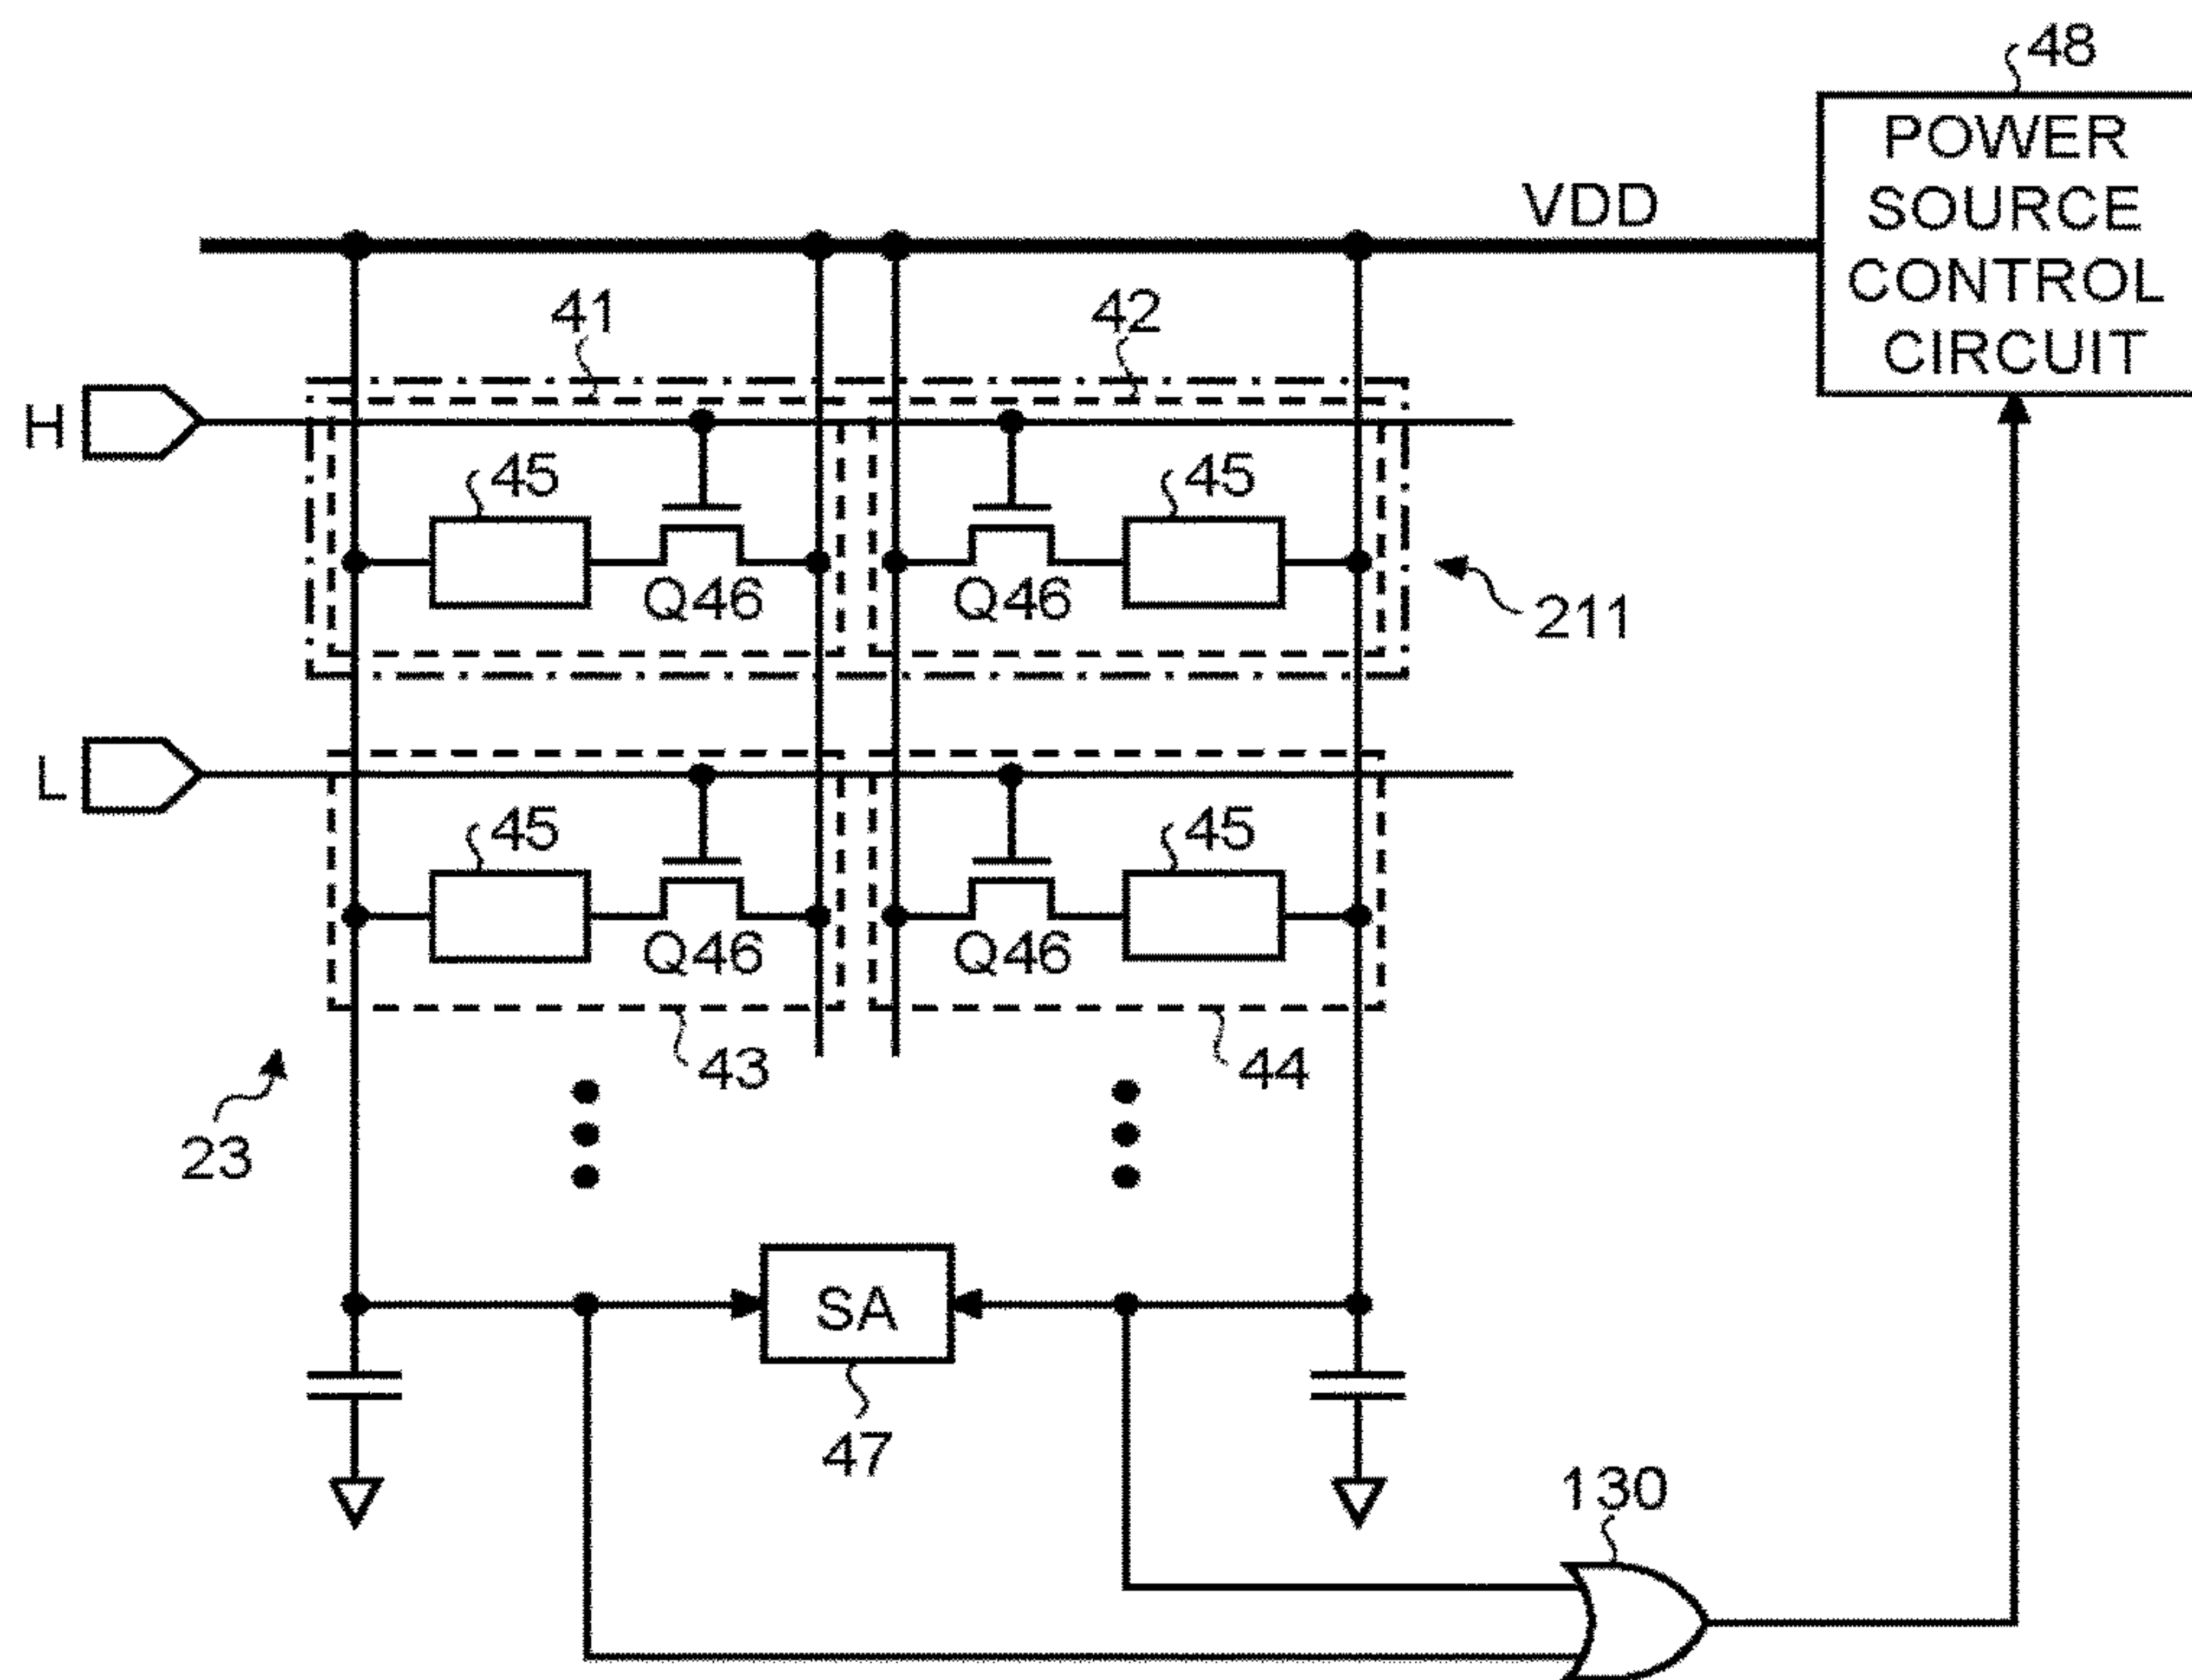 48
POWER
SOURCE
CONTROL
CIRCUIT
VDD
41
42
H
45
45
Q46
Q46
211
L
45
45
Q46
Q46
43
44
23
SA
47
130